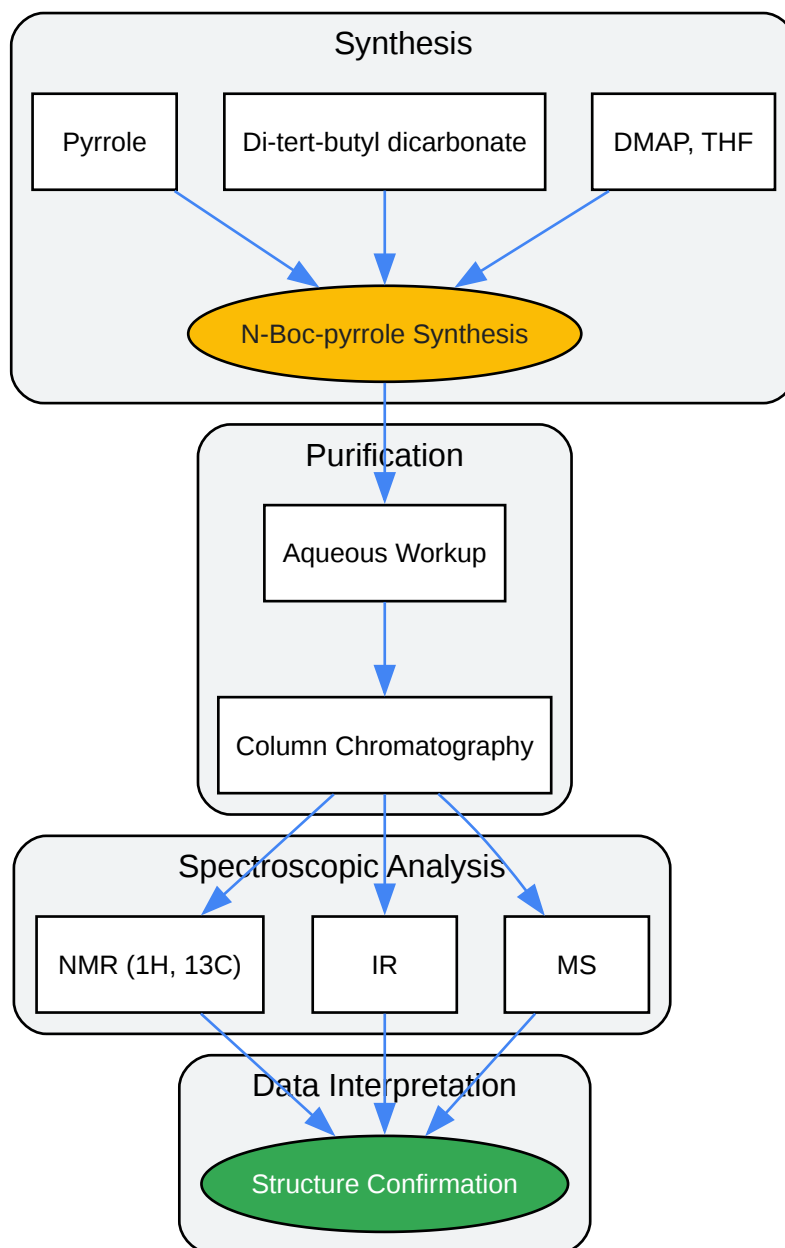 Synthesis
Pyrrole
Di-tert-butyl dicarbonate
DMAP, THF
N-Boc-pyrrole Synthesis
Purification
Aqueous Workup
Column Chromatography
Spectroscopic Analysis
NMR (1H, 13C)
IR
MS
Data Interpretation
Structure Confirmation